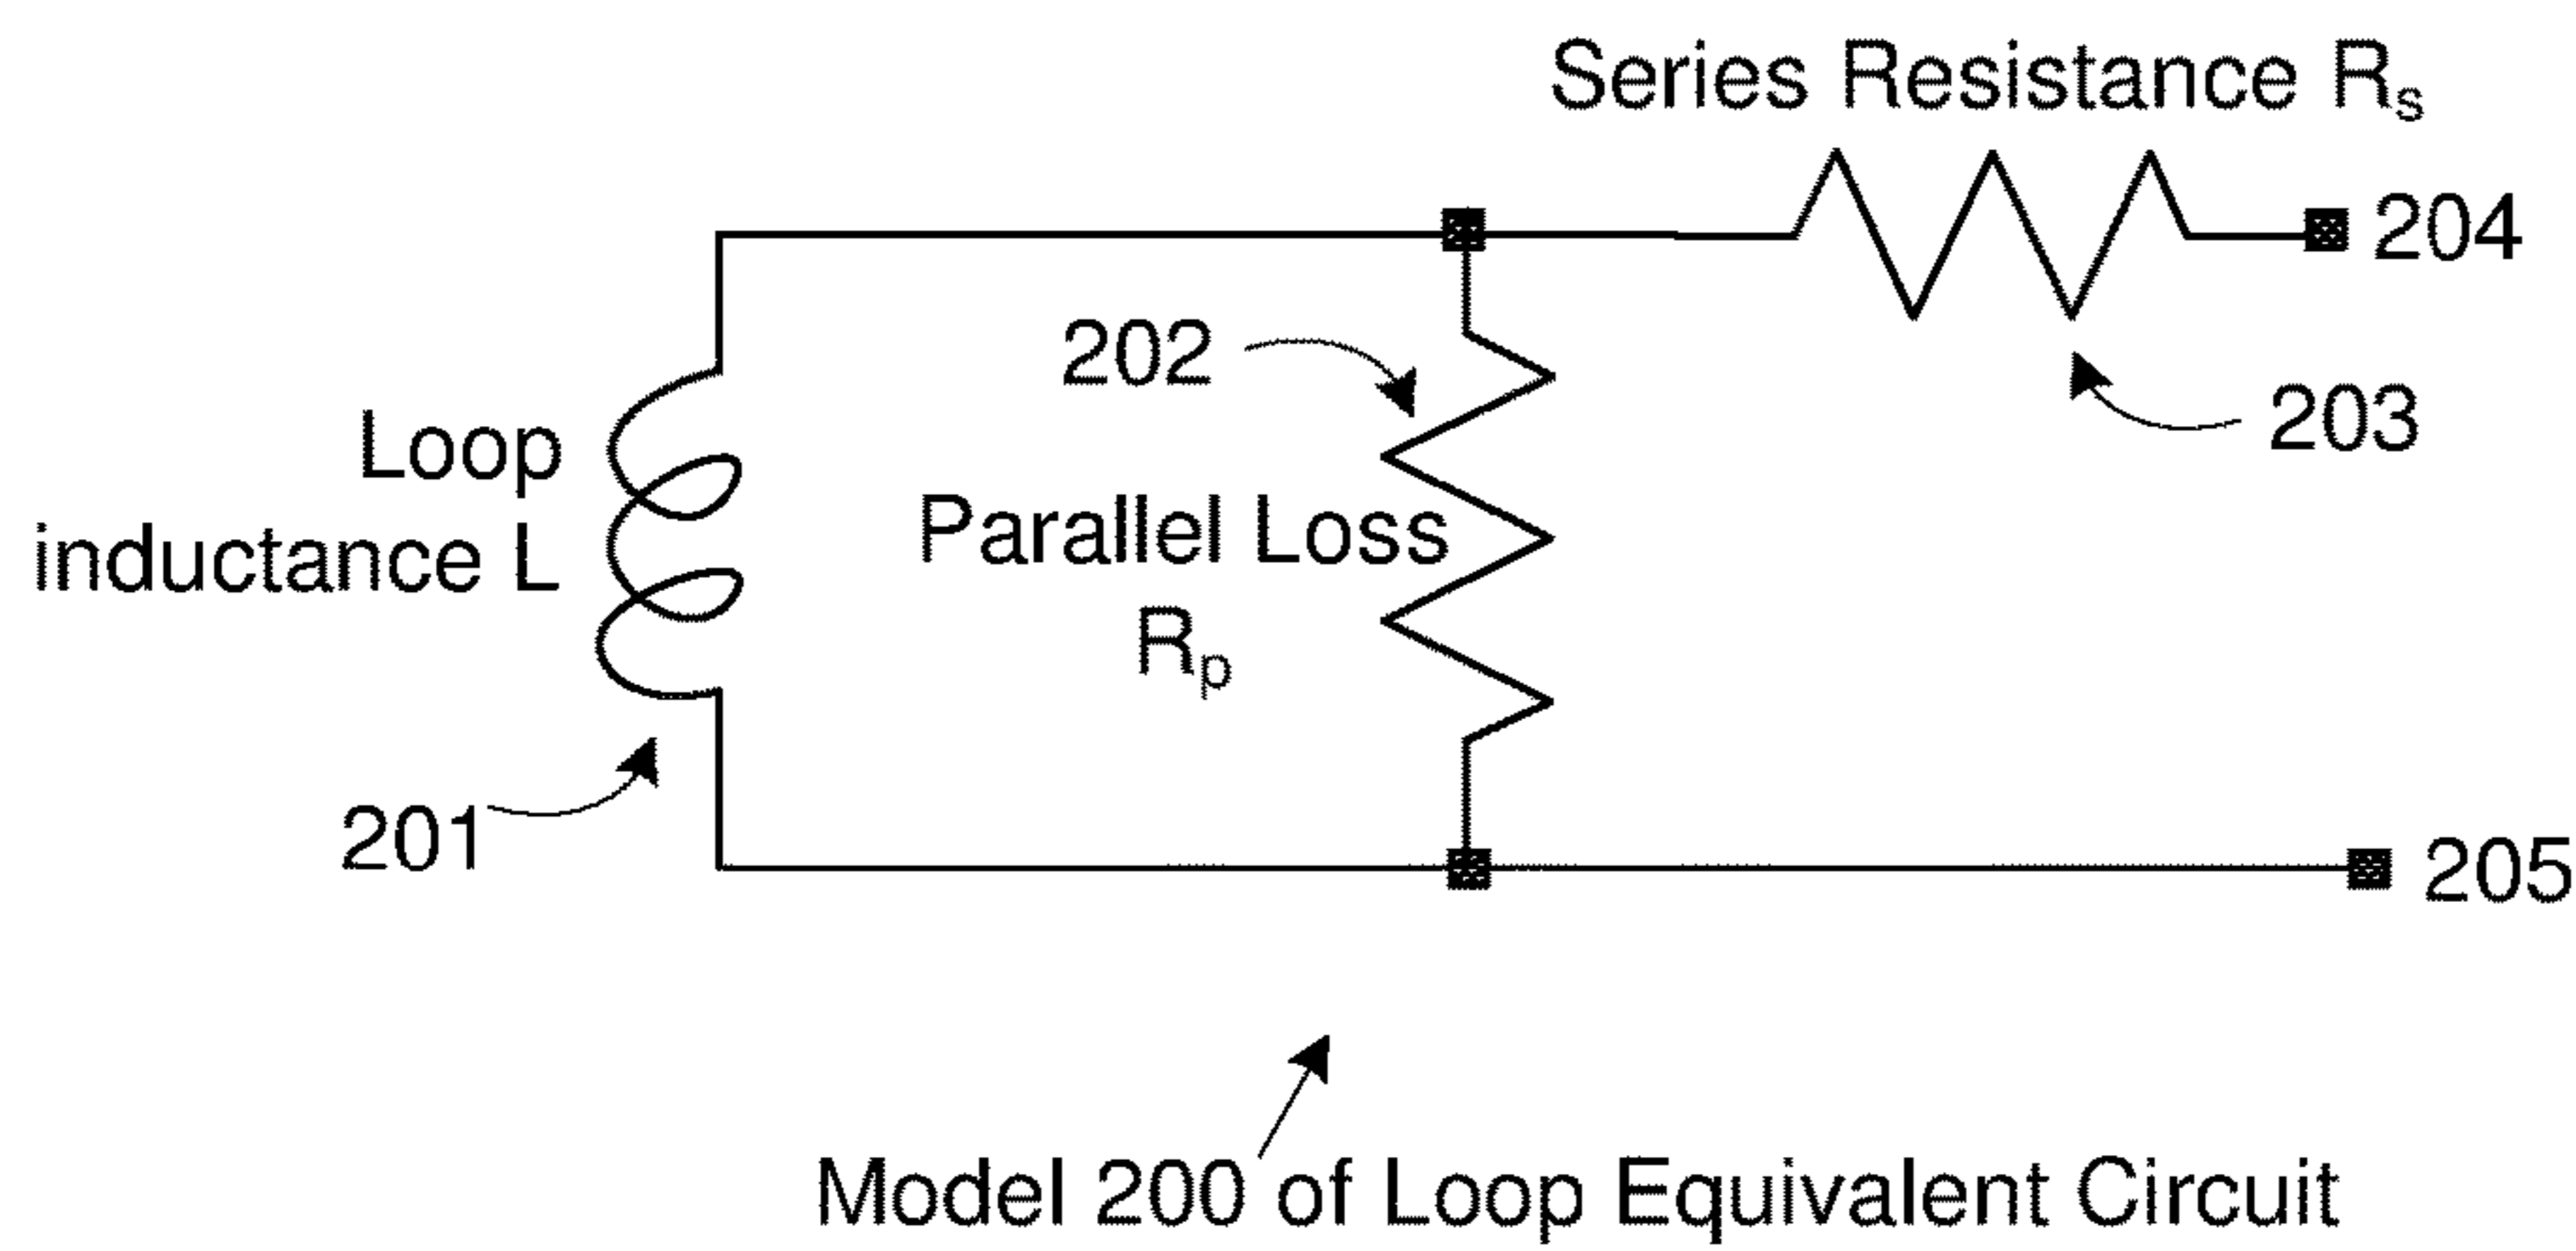 Series Resistance Rs
204
202
203
Loop
inductance L
Parallel Loss
Rp
201
205
Model 200 of Loop Equivalent Circuit